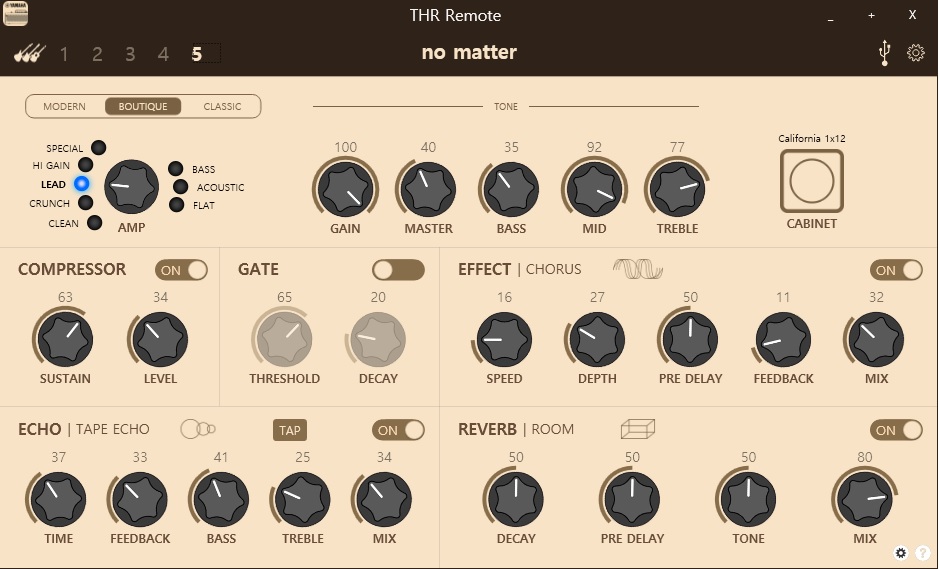 THR Remote
YAMAHA
1 2 3 4 5
no matter
MODERN BOUTIQUE CLASSIC
TONE
SPECIAL
HI GAIN
LEAD
CRUNCH
CLEAN
BASS
ACOUSTIC
FLAT
AMP
100 40 35 92 77
GAIN MASTER BASS MID TREBLE
California 1x12
CABINET
COMPRESSOR ON
63 34
SUSTAIN LEVEL
GATE
65 20
THRESHOLD DECAY
EFFECT | CHORUS ON
16 27 50 11 32
SPEED DEPTH PRE DELAY FEEDBACK MIX
ECHO | TAPE ECHO TAP ON
37 33 41 25 34
TIME FEEDBACK BASS TREBLE MIX
REVERB | ROOM ON
50 50 50 80
DECAY PRE DELAY TONE MIX